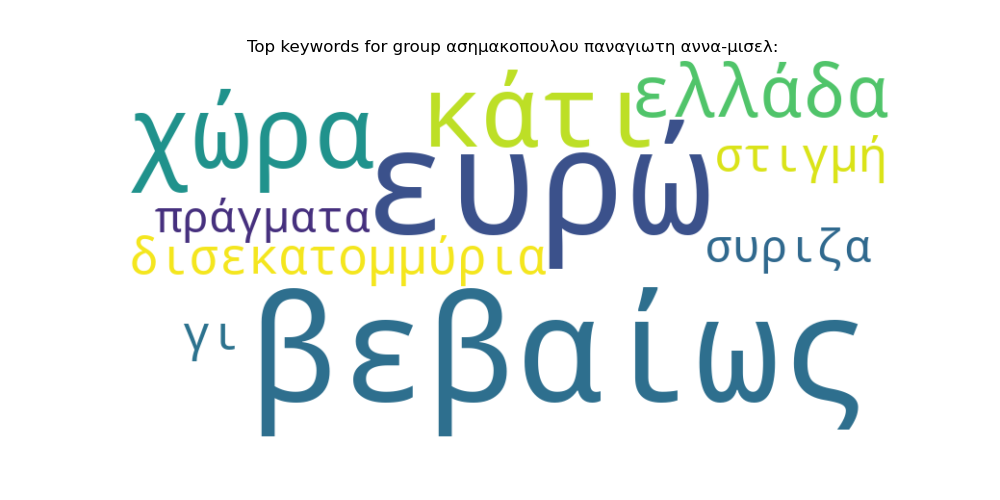 Top keywords for group ασημακοπουλου παναγιωτη αννα-μισελ:
χώρα
κάτι
ελλάδα
ευρώ
στιγμή
πράγματα
δισεκατομμύρια
συριζα
γι
βεβαίως